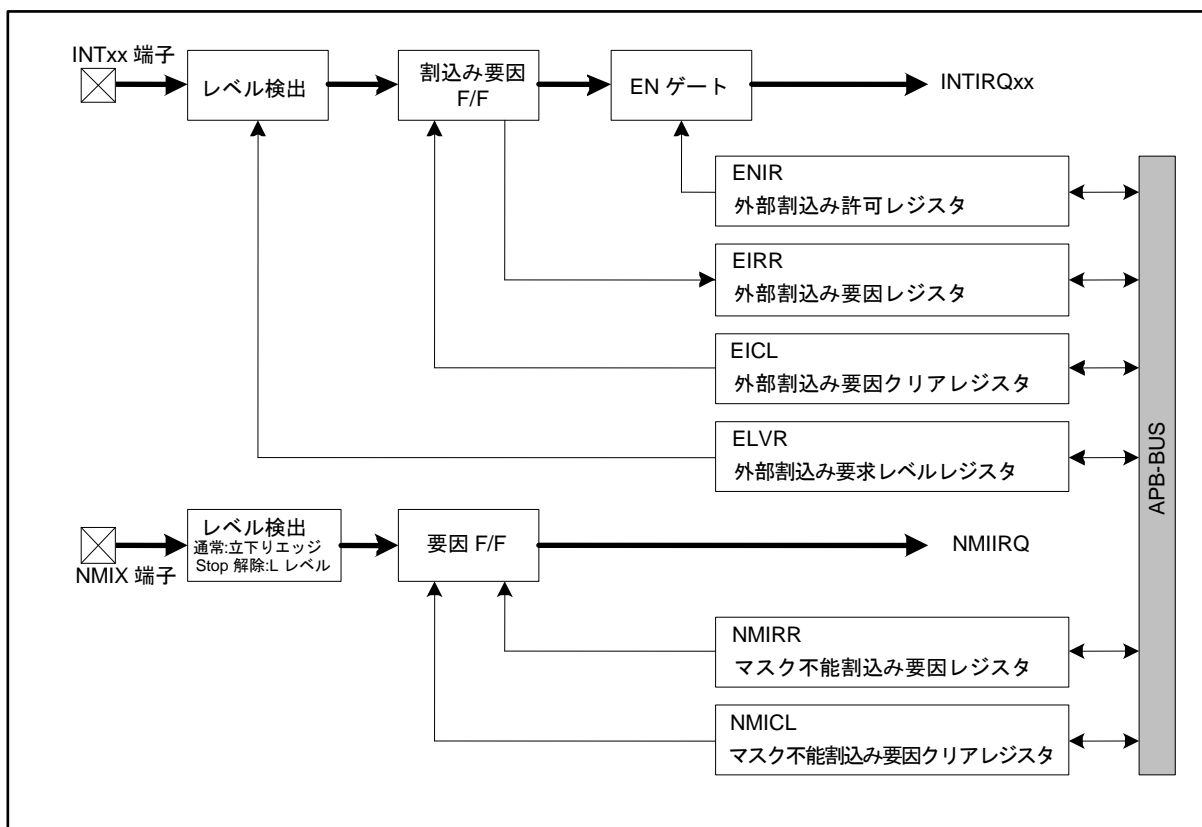 INTxx 端子
レベル検出
割込み要因
F/F
EN ゲート
INTIRQxx
ENIR
外部割込み許可レジスタ
EIRR
外部割込み要因レジスタ
EICL
外部割込み要因クリアレジスタ
ELVR
外部割込み要求レベルレジスタ
APB-BUS
NMIX 端子
レベル検出
通常:立下りエッジ
Stop 解除:L レベル
要因 F/F
NMIIRQ
NMIRR
マスク不能割込み要因レジスタ
NMICL
マスク不能割込み要因クリアレジスタ